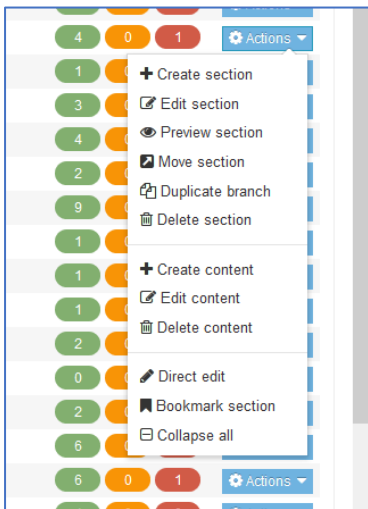 Actions
4 0 1 Actions
1
Create section
3
Edit section
4
Preview section
2
Move section
Duplicate branch
9
Delete section
1
1
Create content
1
Edit content
2
Delete content
0
Direct edit
2
Bookmark section
6
Collapse all
6 0 1 Actions